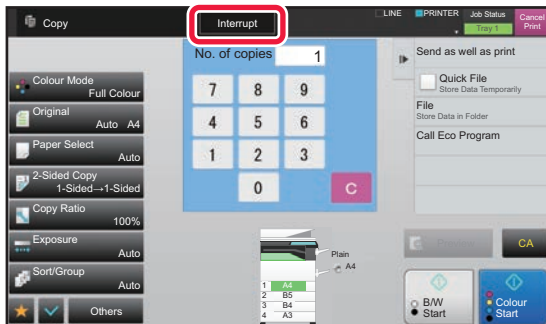 Copy
Interrupt
LINE
PRINTER
Job Status
Tray 1
Cancel
Print
No. of copies
1
7 8 9
4 5 6
1 2 3
0 C
Colour Mode
Full Colour
Original
Auto A4
Paper Select
Auto
2-Sided Copy
1-Sided→1-Sided
Copy Ratio
100%
Exposure
Auto
Sort/Group
Auto
Others
Plain
A4
1 A4
2 B5
3 B4
4 A3
Send as well as print
Quick File
Store Data Temporarily
File
Store Data in Folder
Call Eco Program
CA
B/W
Start
Colour
Start